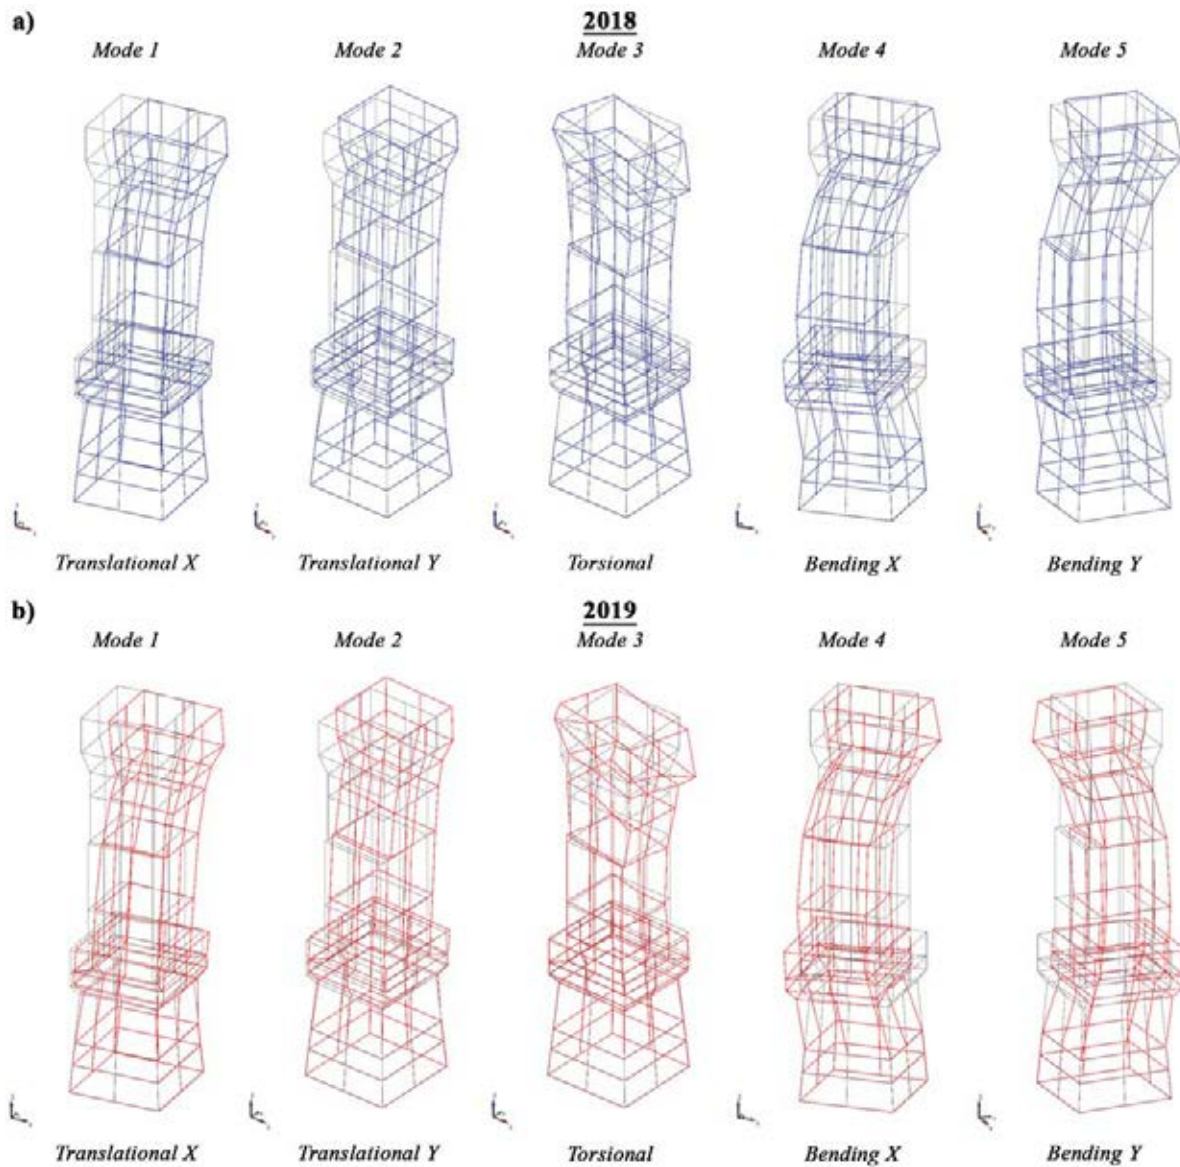 a) 2018
Mode 1 Mode 2 Mode 3 Mode 4 Mode 5
Translational X Translational Y Torsional Bending X Bending Y
b) 2019
Mode 1 Mode 2 Mode 3 Mode 4 Mode 5
Translational X Translational Y Torsional Bending X Bending Y